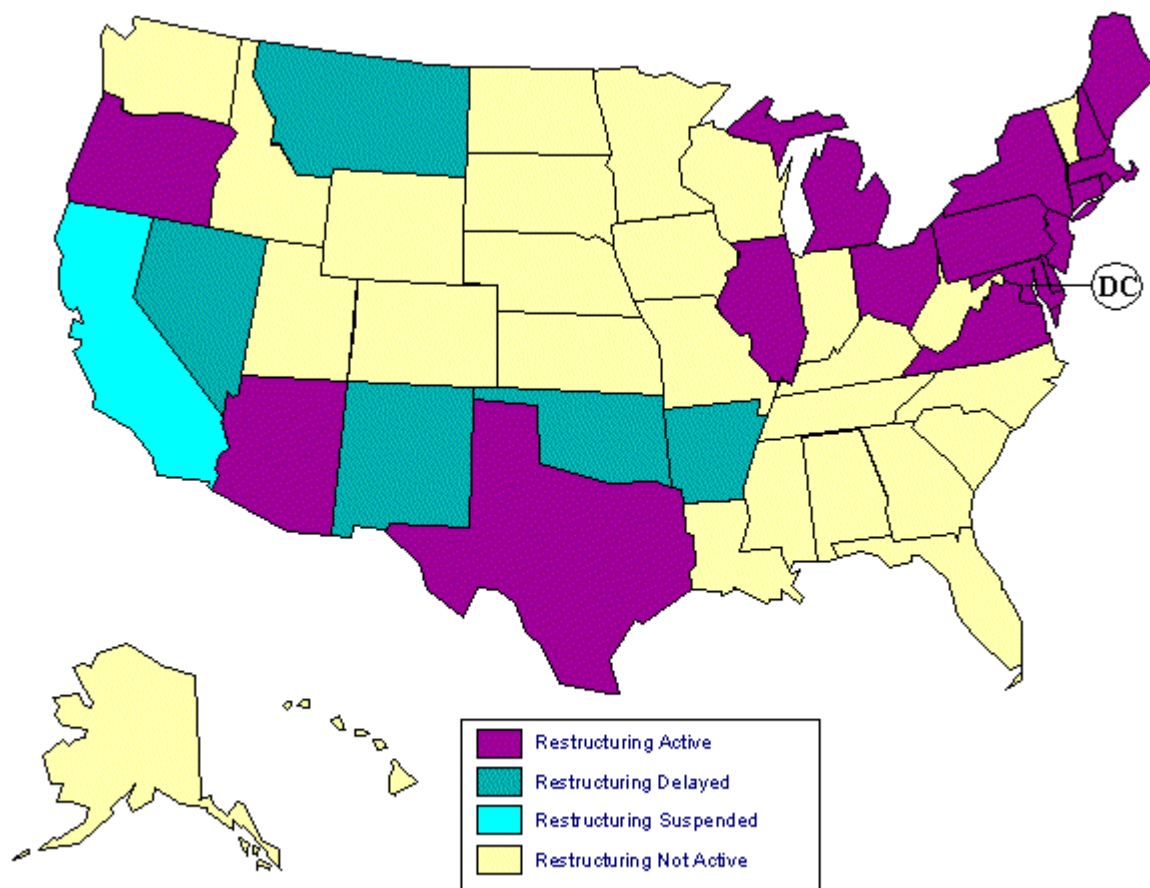 DC
Restructuring Active
Restructuring Delayed
Restructuring Suspended
Restructuring Not Active